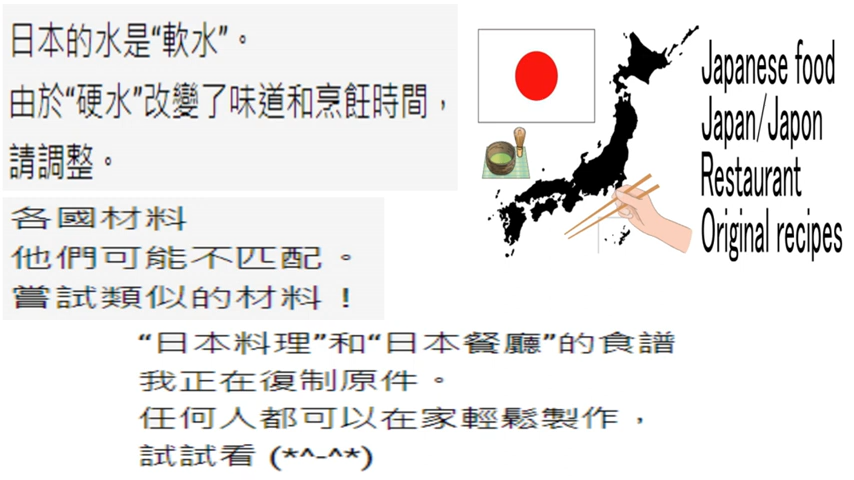 日本的水是“軟水”。
由於“硬水”改變了味道和烹飪時間，
請調整。
各國材料
他們可能不匹配。
嘗試類似的材料！
Japanese food
Japan/Japon
Restaurant
Original recipes
“日本料理”和“日本餐廳”的食譜
我正在復制原件。
任何人都可以在家輕鬆製作，
試試看 (*^-^*)